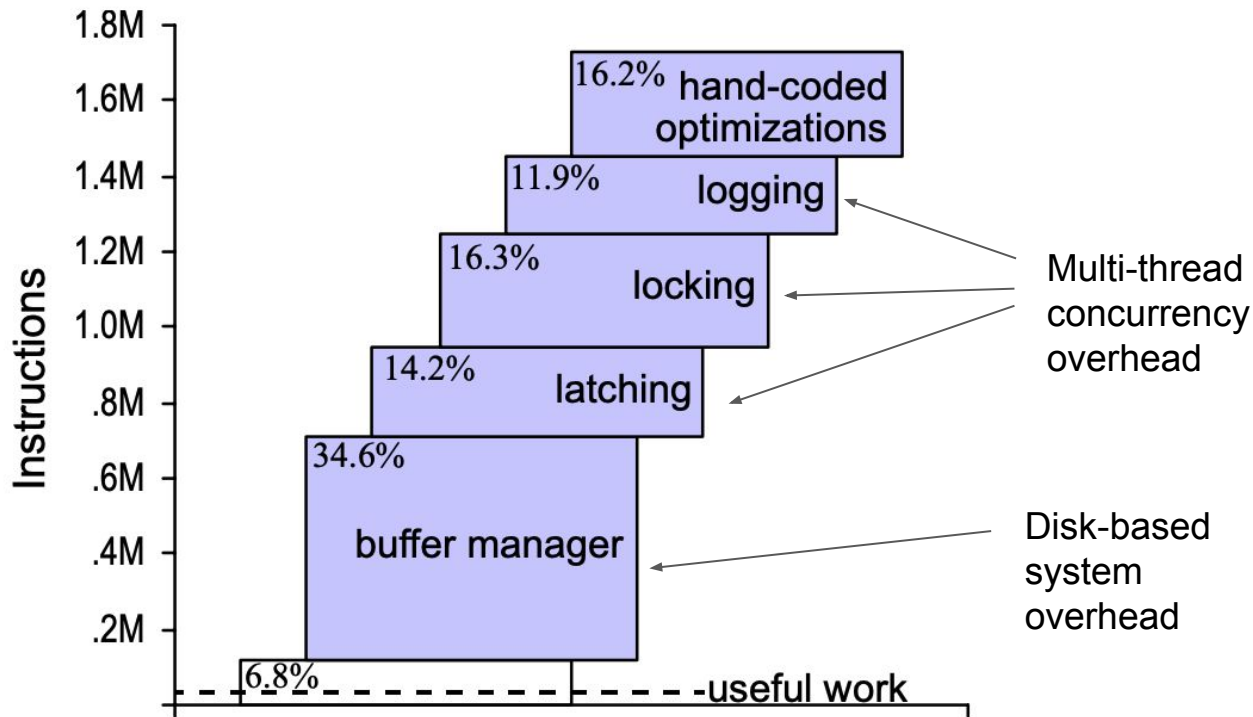 1.8M
1.6M
1.4M
1.2M
1.0M
.8M
.6M
.4M
.2M
Instructions
16.2% hand-coded
optimizations
11.9% logging
16.3%
locking
14.2%
latching
34.6%
buffer manager
6.8%
useful work
Multi-thread
concurrency
overhead
Disk-based
system
overhead